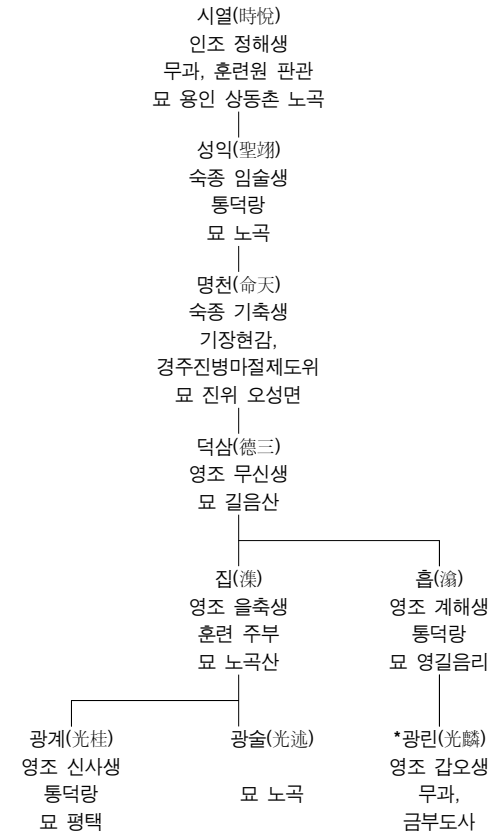 시열(時悅)
인조 정해생
무과, 훈련원 판관
묘 용인 상동촌 노곡
성익(聖翊)
숙종 임술생
통덕랑
묘 노곡
명천(命天)
숙종 기축생
기장현감,
경주진병마절제도위
묘 진위 오성면
덕삼(德三)
영조 무신생
묘 길음산
집(潗)
영조 을축생
훈련 주부
묘 노곡산
흡(潝)
영조 계해생
통덕랑
묘 영길음리
광계(光桂)
영조 신사생
통덕랑
묘 평택
광술(光述)
묘 노곡
*광린(光麟)
영조 갑오생
무과,
금부도사